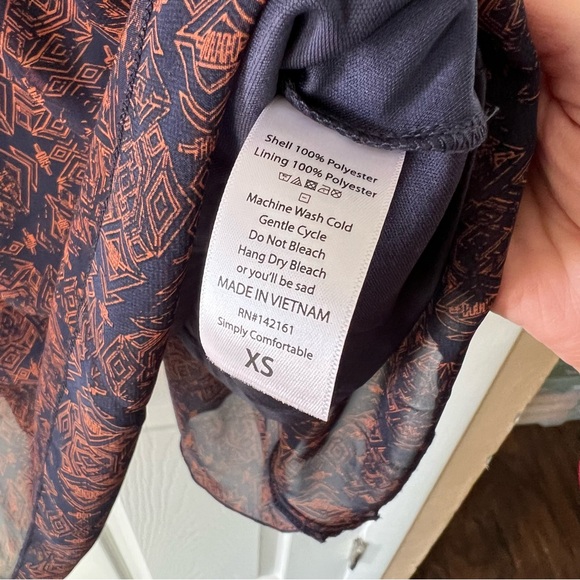 Shell 100% Polyester
Lining 100% Polyester
Machine Wash Cold
Gentle Cycle
Do Not Bleach
Hang Dry Bleach
or you'll be sad
MADE IN VIETNAM
RN#142161
Simply Comfortable
XS